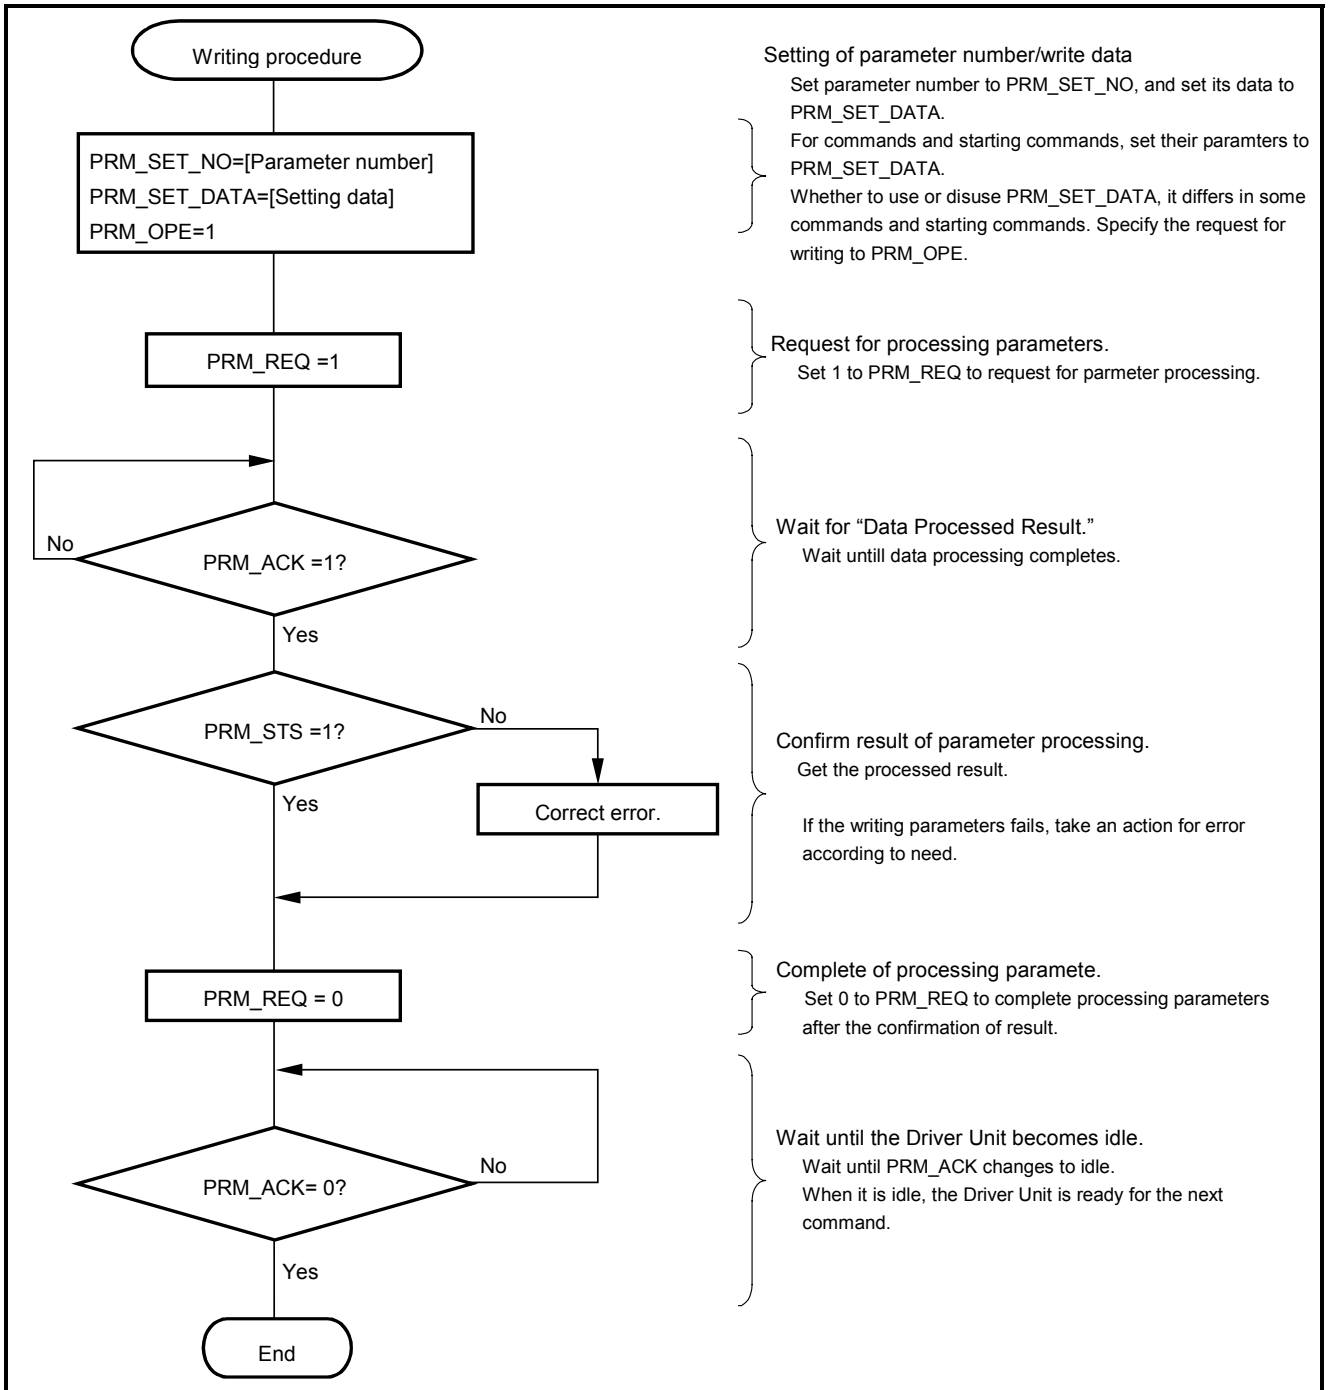 Writing procedure
PRM_SET_NO=[Parameter number]
PRM_SET_DATA=[Setting data]
PRM_OPE=1
Setting of parameter number/write data
Set parameter number to PRM_SET_NO, and set its data to
PRM_SET_DATA.
For commands and starting commands, set their paramters to
PRM_SET_DATA.
Whether to use or disuse PRM_SET_DATA, it differs in some
commands and starting commands. Specify the request for
writing to PRM_OPE.
PRM_REQ =1
Request for processing parameters.
Set 1 to PRM_REQ to request for parmeter processing.
No
PRM_ACK =1?
Yes
Wait for “Data Processed Result.”
Wait untill data processing completes.
PRM_STS =1?
No
Yes
Correct error.
Confirm result of parameter processing.
Get the processed result.
If the writing parameters fails, take an action for error
according to need.
PRM_REQ = 0
Complete of processing paramete.
Set 0 to PRM_REQ to complete processing parameters
after the confirmation of result.
PRM_ACK= 0?
No
Yes
Wait until the Driver Unit becomes idle.
Wait until PRM_ACK changes to idle.
When it is idle, the Driver Unit is ready for the next
command.
End